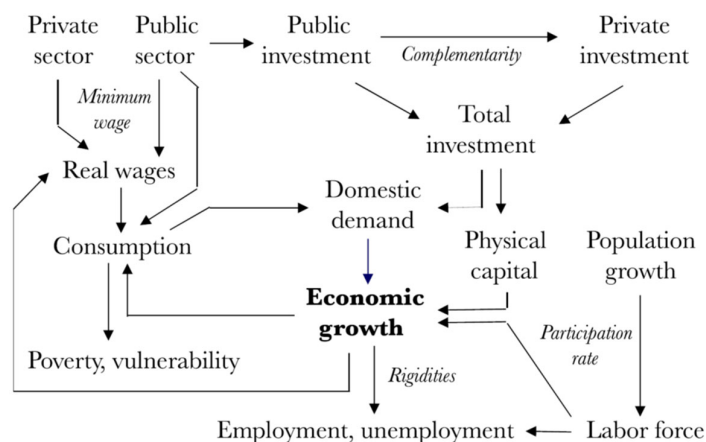 Private
sector
Public
sector
Public
investment
Complementarity
Private
investment
Minimum
wage
Total
investment
Real wages
Domestic
demand
Consumption
Physical
capital
Population
growth
Economic
growth
Participation
rate
Poverty, vulnerability
Rigidities
Employment, unemployment
Labor force